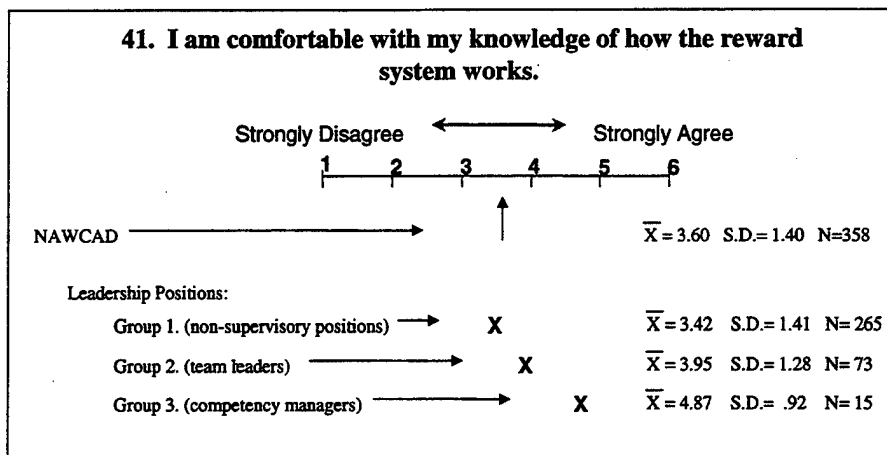 41. I am comfortable with my knowledge of how the reward
system works.
Strongly Disagree Strongly Agree
1 2 3 4 5 6
NAWCAD X̅ = 3.60 S.D.= 1.40 N=358
Leadership Positions:
Group 1. (non-supervisory positions) X X̅ = 3.42 S.D.= 1.41 N= 265
Group 2. (team leaders) X X̅ = 3.95 S.D.= 1.28 N= 73
Group 3. (competency managers) X X̅ = 4.87 S.D.= .92 N= 15